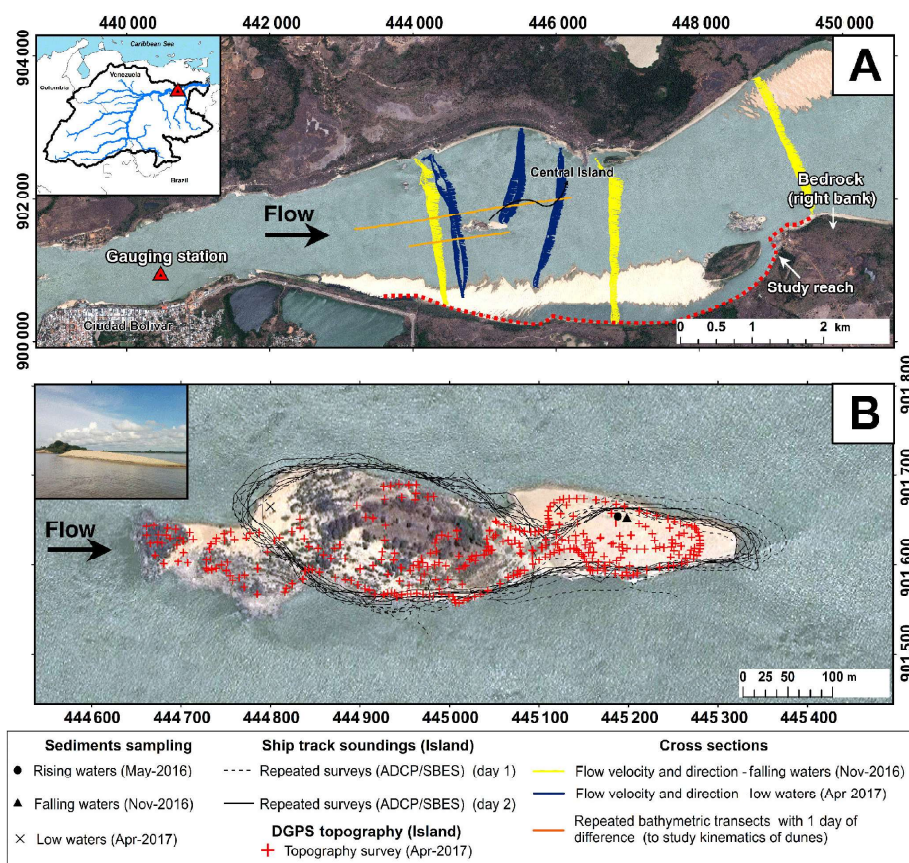 440 000 442 000 444 000 446 000 448 000 450 000
904 000
902 000
900 000
Caribbean Sea
Venezuela
Colombia
Brazil
A
Central Island
Bedrock
(right bank)
Flow
Gauging station
Study reach
Ciudad Bolivar
0 0.5 1 2 km
901 800
901 700
901 600
901 500
B
Flow
0 25 50 100 m
444 600 444 700 444 800 444 900 445 000 445 100 445 200 445 300 445 400
Sediments sampling
Rising waters (May-2016)
Falling waters (Nov-2016)
Low waters (Apr-2017)
Ship track soundings (Island)
Repeated surveys (ADCP/SBES) (day 1)
Repeated surveys (ADCP/SBES) (day 2)
DGPS topography (Island)
Topography survey (Apr-2017)
Cross sections
Flow velocity and direction - falling waters (Nov-2016)
Flow velocity and direction low waters (Apr 2017)
Repeated bathymetric transects with 1 day of
difference (to study kinematics of dunes)